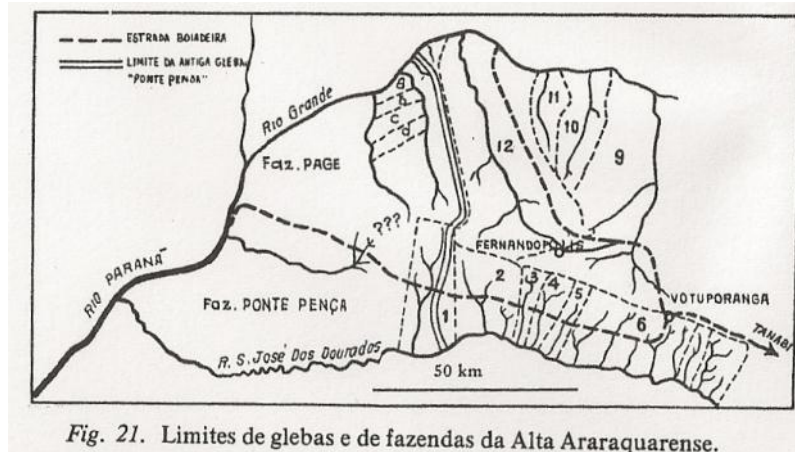 ESTRADA BOIADEIRA
LIMITE DA ANTIGA GLEBA
"PONTE PENÇA"
Rio Grande
a
b
c
d
11
10
12
9
Faz. PAGE
???
FERNANDOPOLIS
RIO PARANÁ
2
3
4
5
VOTUPORANGA
Faz. PONTE PENÇA
1
6
TANABI
R. S. José Dos Dourados
50 km
Fig. 21. Limites de glebas e de fazendas da Alta Araraquarense.